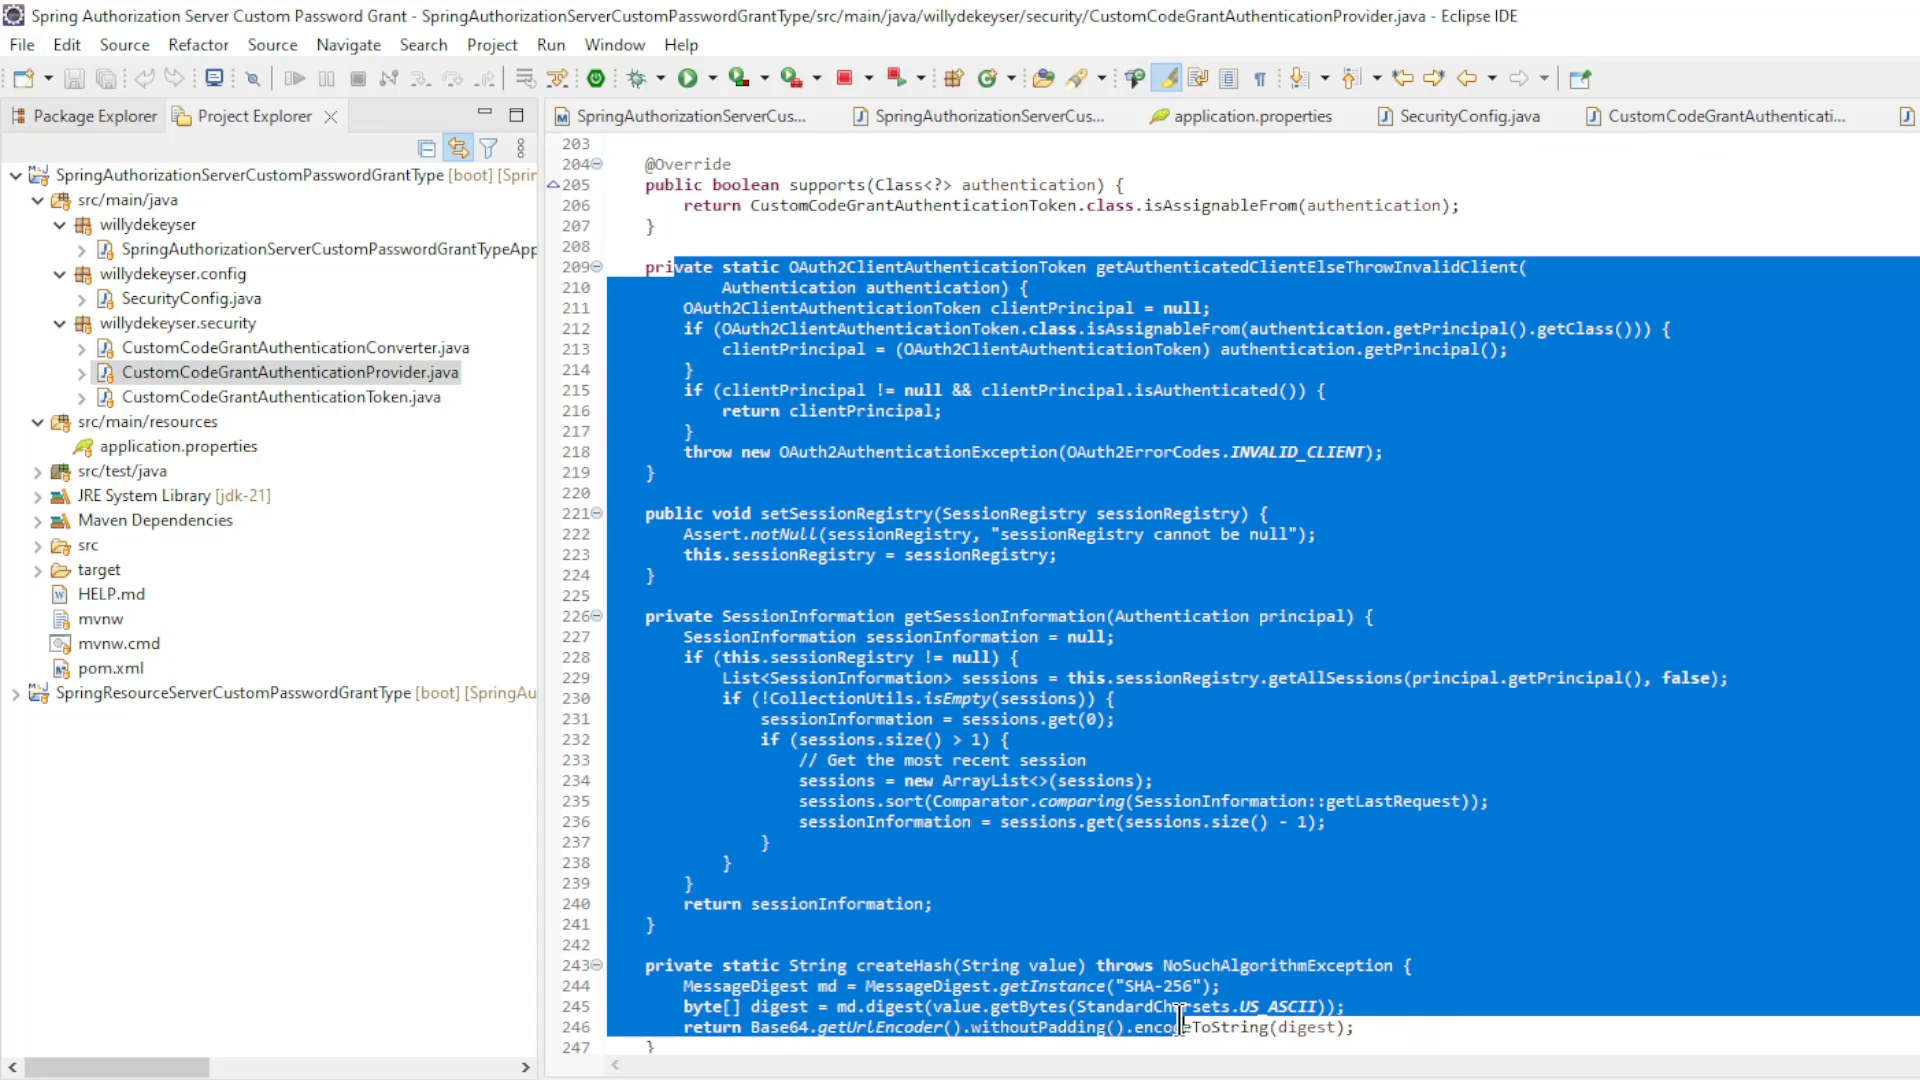 Spring Authorization Server Custom Password Grant - SpringAuthorizationServerCustomPasswordGrantType/src/main/java/willydekeyser/security/CustomCodeGrantAuthenticationProvider.java - Eclipse IDE
File Edit Source Refactor Source Navigate Search Project Run Window Help
Package Explorer Project Explorer
SpringAuthorizationServerCus... SpringAuthorizationServerCus... application.properties SecurityConfig.java CustomCodeGrantAuthenticati...
SpringAuthorizationServerCustomPasswordGrantType [boot] [Sprin
src/main/java
willydekeyser
SpringAuthorizationServerCustomPasswordGrantTypeApp
willydekeyser.config
SecurityConfig.java
willydekeyser.security
CustomCodeGrantAuthenticationConverter.java
CustomCodeGrantAuthenticationProvider.java
CustomCodeGrantAuthenticationToken.java
src/main/resources
application.properties
src/test/java
JRE System Library [jdk-21]
Maven Dependencies
src
target
HELP.md
mvnw
mvnw.cmd
pom.xml
SpringResourceServerCustomPasswordGrantType [boot] [SpringAu
203
204 @Override
205 public boolean supports(Class<?> authentication) {
206 return CustomCodeGrantAuthenticationToken.class.isAssignableFrom(authentication);
207 }
208
209 private static OAuth2ClientAuthenticationToken getAuthenticatedClientElseThrowInvalidClient(
210 Authentication authentication) {
211 OAuth2ClientAuthenticationToken clientPrincipal = null;
212 if (OAuth2ClientAuthenticationToken.class.isAssignableFrom(authentication.getPrincipal().getClass())) {
213 clientPrincipal = (OAuth2ClientAuthenticationToken) authentication.getPrincipal();
214 }
215 if (clientPrincipal != null && clientPrincipal.isAuthenticated()) {
216 return clientPrincipal;
217 }
218 throw new OAuth2AuthenticationException(OAuth2ErrorCodes.INVALID_CLIENT);
219 }
220
221 public void setSessionRegistry(SessionRegistry sessionRegistry) {
222 Assert.notNull(sessionRegistry, "sessionRegistry cannot be null");
223 this.sessionRegistry = sessionRegistry;
224 }
225
226 private SessionInformation getSessionInformation(Authentication principal) {
227 SessionInformation sessionInformation = null;
228 if (this.sessionRegistry != null) {
229 List<SessionInformation> sessions = this.sessionRegistry.getAllSessions(principal.getPrincipal(), false);
230 if (!CollectionUtils.isEmpty(sessions)) {
231 sessionInformation = sessions.get(0);
232 if (sessions.size() > 1) {
233 // Get the most recent session
234 sessions = new ArrayList<>(sessions);
235 sessions.sort(Comparator.comparing(SessionInformation::getLastRequest));
236 sessionInformation = sessions.get(sessions.size() - 1);
237 }
238 }
239 }
240 return sessionInformation;
241 }
242
243 private static String createHash(String value) throws NoSuchAlgorithmException {
244 MessageDigest md = MessageDigest.getInstance("SHA-256");
245 byte[] digest = md.digest(value.getBytes(StandardCharsets.US_ASCII));
246 return Base64.getUrlEncoder().withoutPadding().encodeToString(digest);
247 }